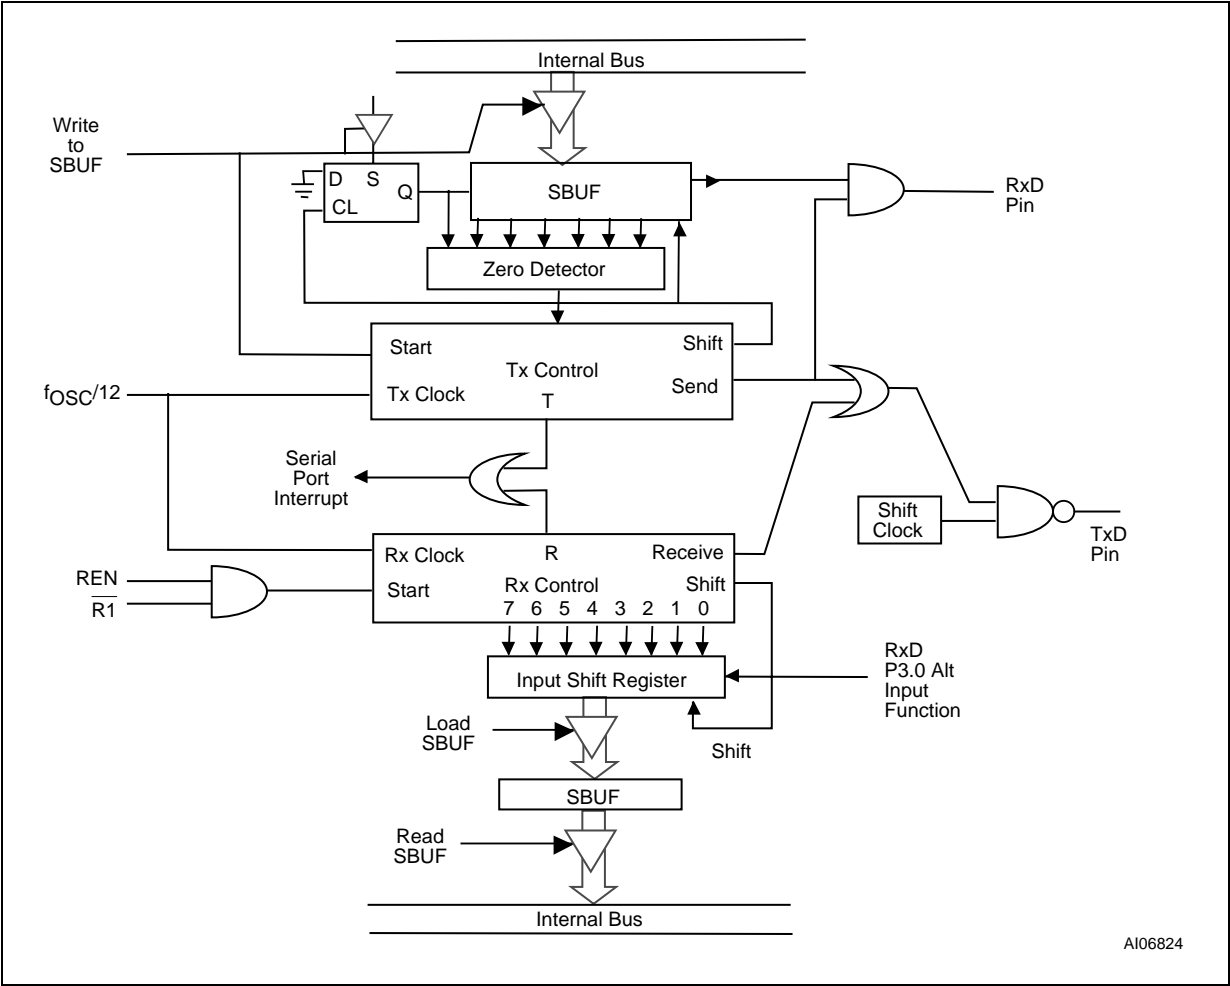 Internal Bus
Write
to
SBUF
D S
Q
CL
SBUF
RxD
Pin
Zero Detector
Start
Shift
Tx Control
Send
fOSC/12
Tx Clock
T
Serial
Port
Interrupt
Shift
Clock
TxD
Pin
Rx Clock
R
Receive
REN
Start
Rx Control
Shift
R1
7 6 5 4 3 2 1 0
RxD
P3.0 Alt
Input
Function
Input Shift Register
Load
SBUF
Shift
SBUF
Read
SBUF
Internal Bus
AI06824